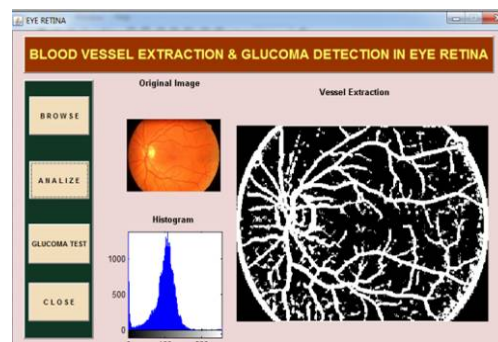 EYE RETINA
BLOOD VESSEL EXTRACTION & GLUCOMA DETECTION IN EYE RETINA
Original Image
Vessel Extraction
BROWSE
ANALIZE
Histogram
GLUCOMA TEST
1000
500
CLOSE
0